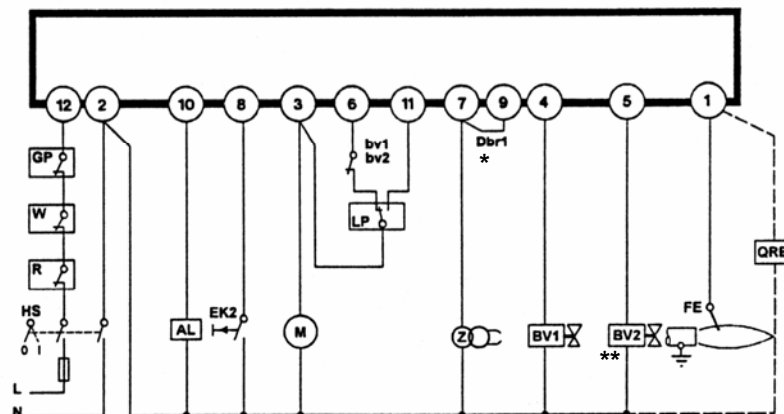 12 2 10 8 3 6 11 7 9 4 5 1
bv1
bv2
Dbr1
*
GP
LP
W
QRE
R
HS
EK2
FE
AL
M
Z
BV1
BV2
**
0 I
L
N